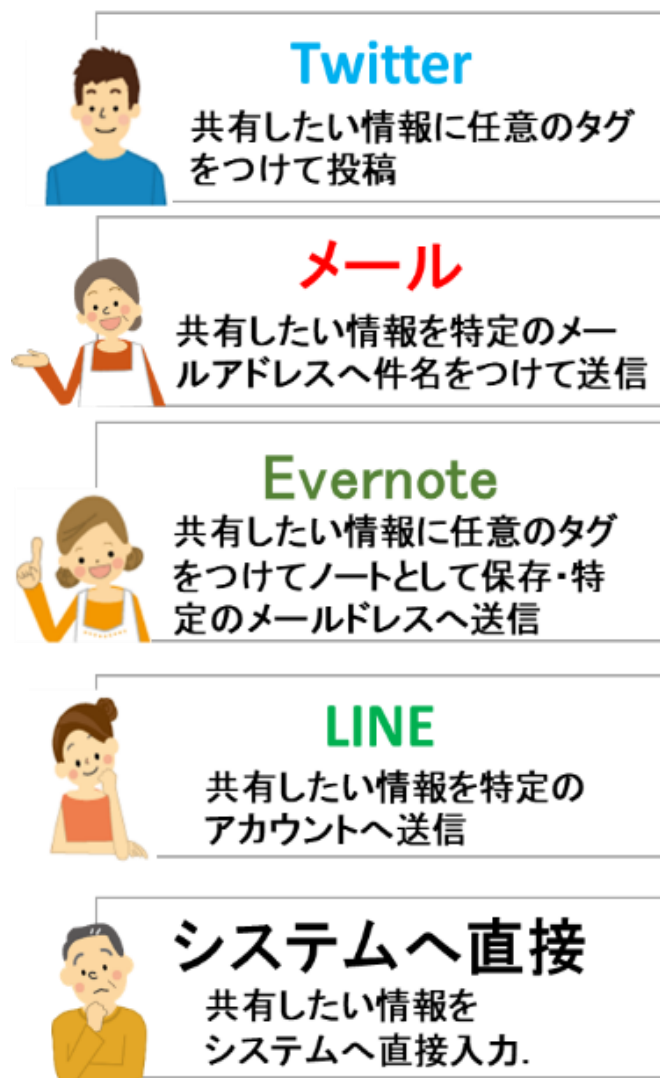 Twitter
共有したい情報に任意のタグ
をつけて投稿
メール
共有したい情報を特定のメー
ルアドレスへ件名をつけて送信
Evernote
共有したい情報に任意のタグ
をつけてノートとして保存・特
定のメールドレスへ送信
LINE
共有したい情報を特定の
アカウントへ送信
システムへ直接
共有したい情報を
システムへ直接入力.